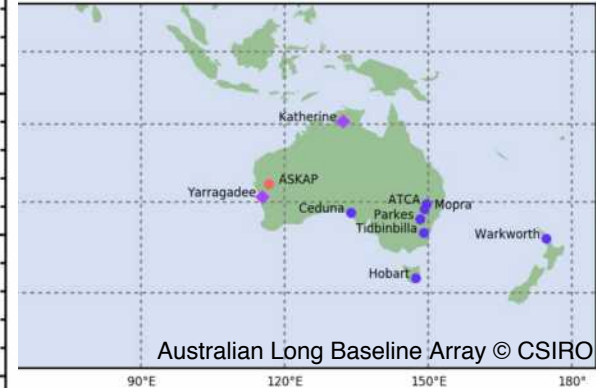 Katherine
ASKAP
Yarragadee
ATCA
Mopra
Ceduna
Parkes
Tidbinbilla
Warkworth
Hobart
Australian Long Baseline Array © CSIRO
90°E 120°E 150°E 180°